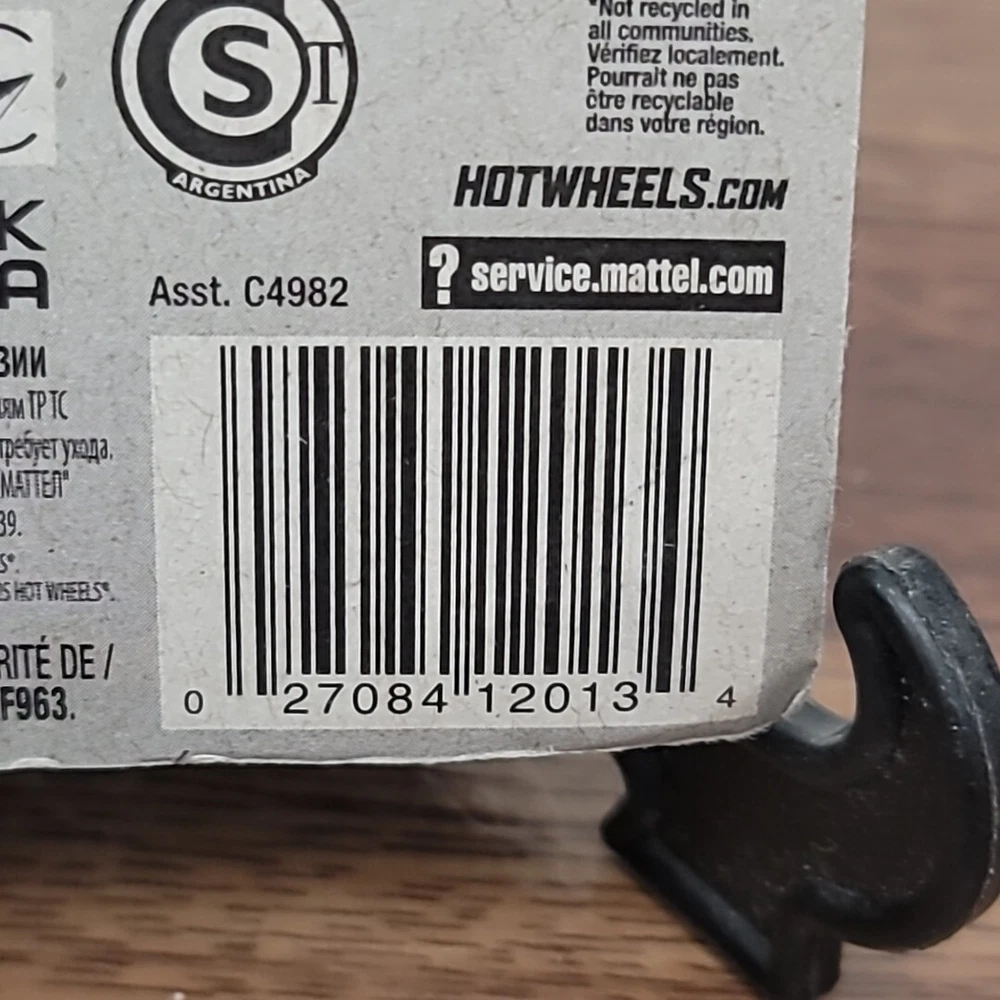 *Not recycled in
all communities.
Vérifiez localement.
Pourrait ne pas
être recyclable
dans votre région.
CST
ARGENTINA
HOTWHEELS.COM
? service.mattel.com
Asst. C4982
К
А
ЗИИ
ЯМ ТР ТС
требует ухода.
МАТТЕЛ"
39.
S®.
S HOT WHEELS®.
RITÉ DE /
F963.
0 27084 12013 4